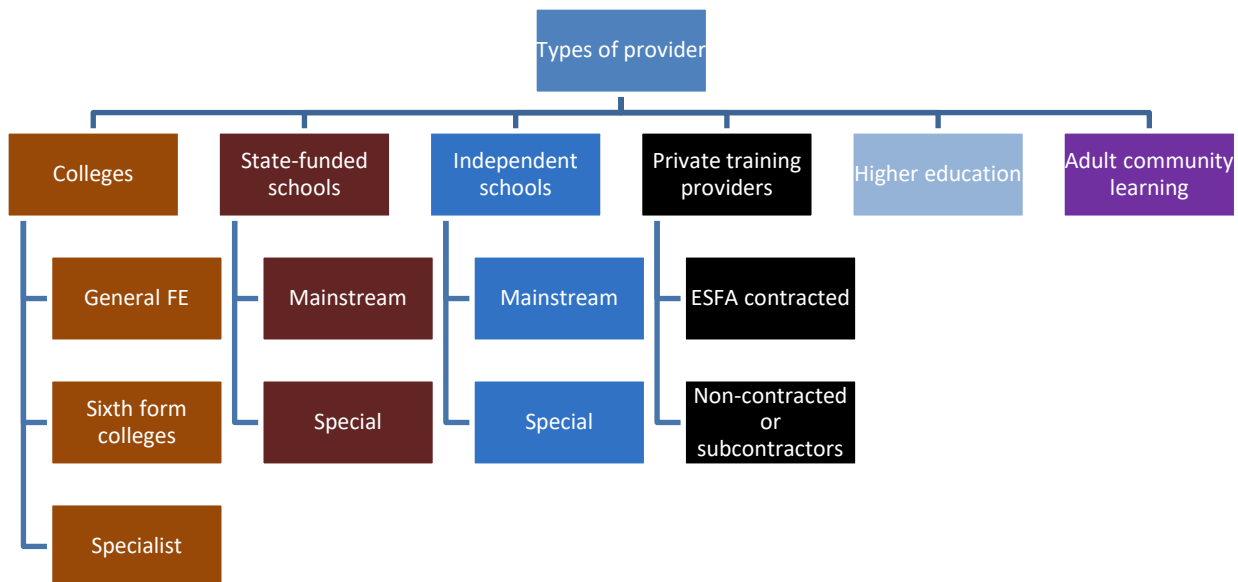 Types of provider
Colleges
State-funded
schools
Independent
schools
Private training
providers
Higher education
Adult community
learning
General FE
Mainstream
Mainstream
ESFA contracted
Sixth form
colleges
Special
Special
Non-contracted
or
subcontractors
Specialist